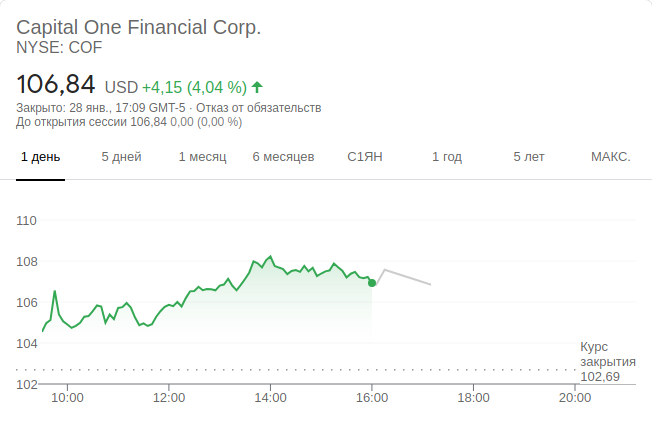 Capital One Financial Corp.
NYSE: COF
106,84 USD +4,15 (4,04 %)
Закрыто: 28 янв., 17:09 GMT-5 · Отказ от обязательств
До открытия сессии 106,84 0,00 (0,00 %)
1 день 5 дней 1 месяц 6 месяцев С1ЯН 1 год 5 лет МАКС.
110
108
106
104
Курс
закрытия
102,69
102
10:00 12:00 14:00 16:00 18:00 20:00